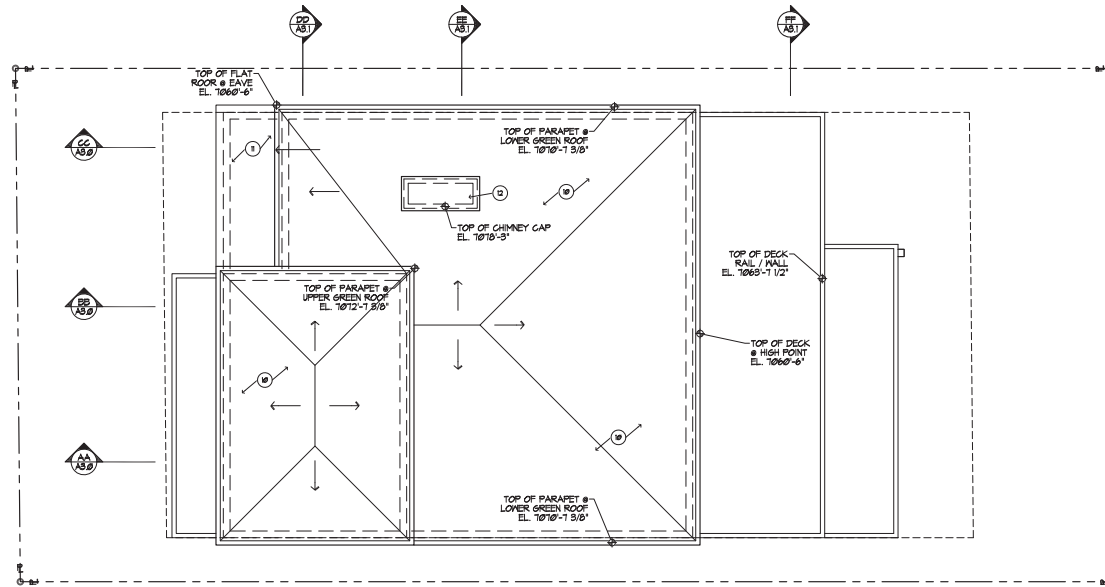 DD
A3.1
EE
A3.1
FF
A3.1
TOP OF FLAT
ROOR @ EAVE
EL. 7060'-6"
TOP OF PARAPET @
LOWER GREEN ROOF
EL. 7070'-7 3/8"
CC
A3.0
11
12
10
TOP OF CHIMNEY CAP
EL. 7078'-3"
TOP OF DECK
RAIL / WALL
EL. 7063'-7 1/2"
BB
A3.0
TOP OF PARAPET @
UPPER GREEN ROOF
EL. 7072'-7 3/8"
TOP OF DECK
@ HIGH POINT
EL. 7060'-6"
10
10
AA
A3.0
TOP OF PARAPET @
LOWER GREEN ROOF
EL. 7070'-7 3/8"